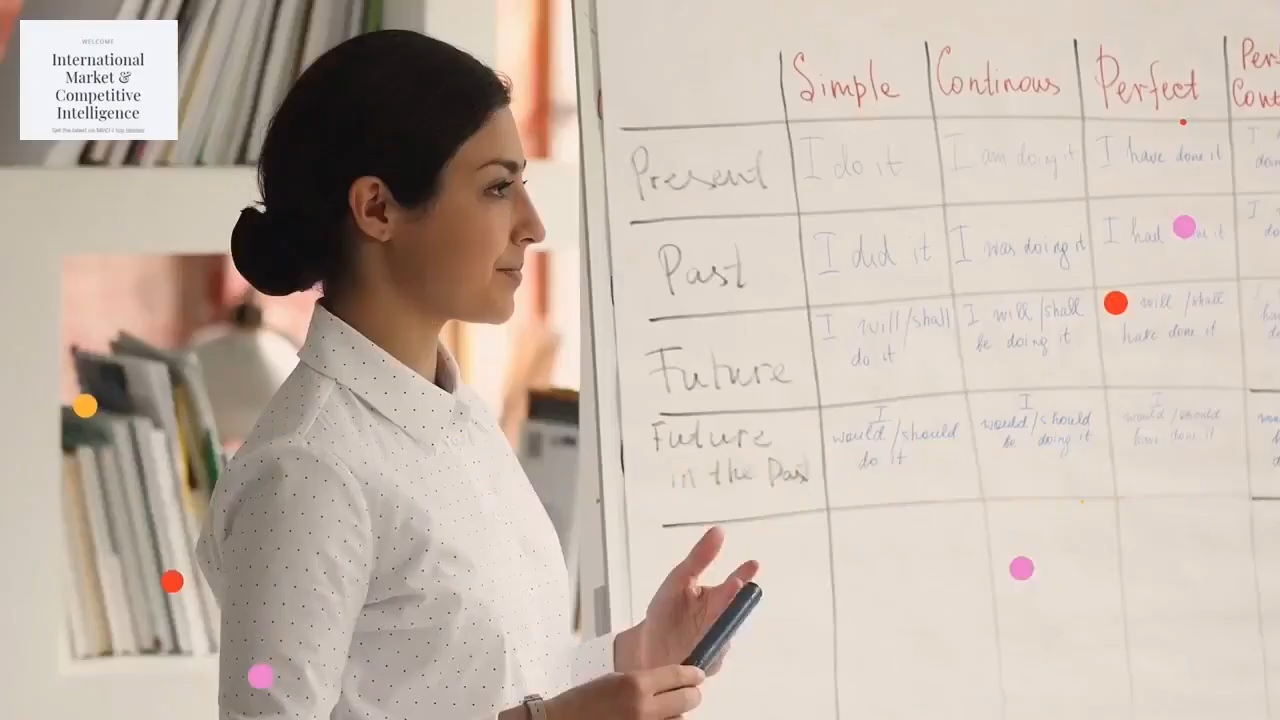 WELCOME
International
Market &
Competitive
Intelligence
Simple Continous Perfect
Present I do it I am doing it I have done it
Past I did it I was doing it I had
Future I will/shall do it I will/shall be doing it will/shall have done it
Future in the Past I would/should do it I would/should be doing it I would/should have done it